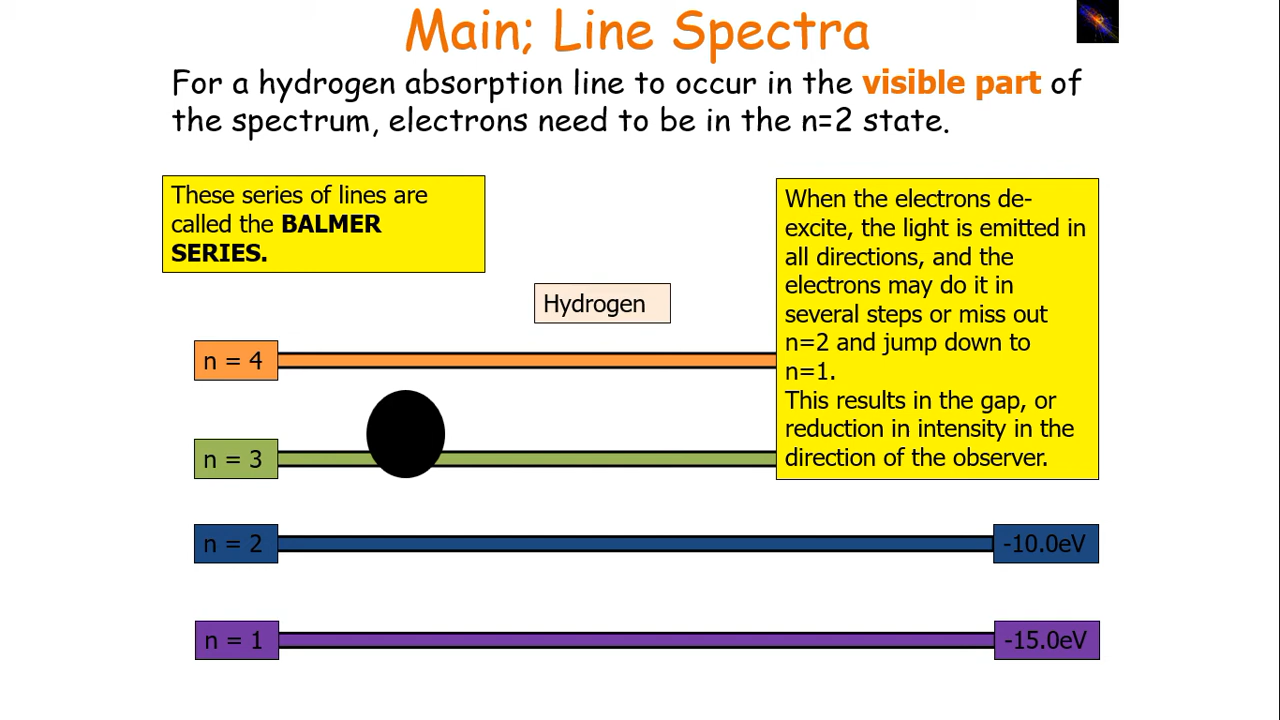 Main; Line Spectra
For a hydrogen absorption line to occur in the visible part of
the spectrum, electrons need to be in the n=2 state.
These series of lines are
called the BALMER
SERIES.
When the electrons de-
excite, the light is emitted in
all directions, and the
electrons may do it in
several steps or miss out
n=2 and jump down to
n=1.
This results in the gap, or
reduction in intensity in the
direction of the observer.
Hydrogen
n = 4
n = 3
n = 2
-10.0eV
n = 1
-15.0eV